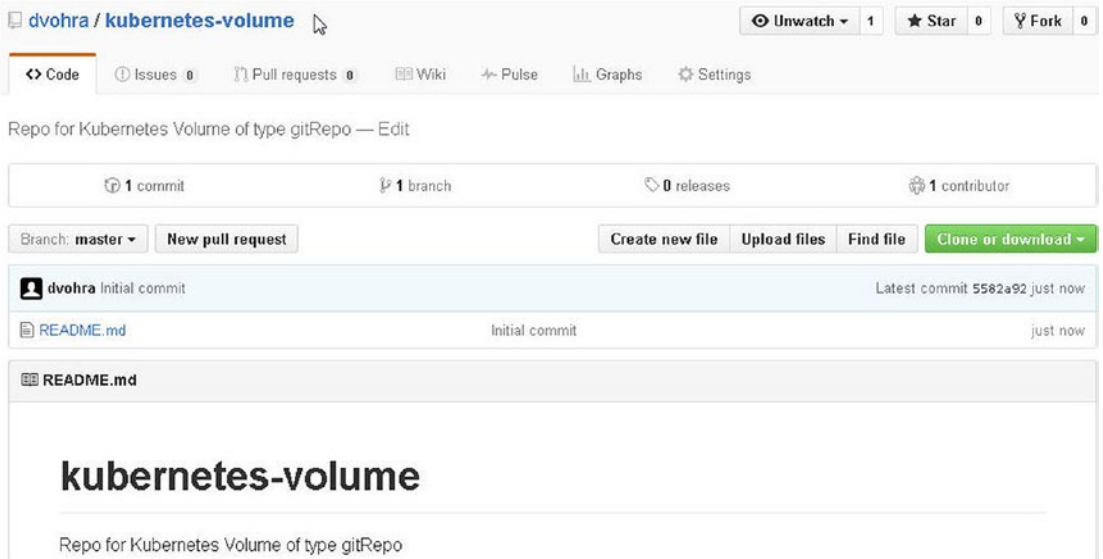 dvohra / kubernetes-volume
Unwatch 1 Star 0 Fork 0
Code Issues 0 Pull requests 0 Wiki Pulse Graphs Settings
Repo for Kubernetes Volume of type gitRepo — Edit
1 commit 1 branch 0 releases 1 contributor
Branch: master New pull request Create new file Upload files Find file Clone or download
dvohra Initial commit Latest commit 5582a92 just now
README.md Initial commit just now
README.md
kubernetes-volume
Repo for Kubernetes Volume of type gitRepo